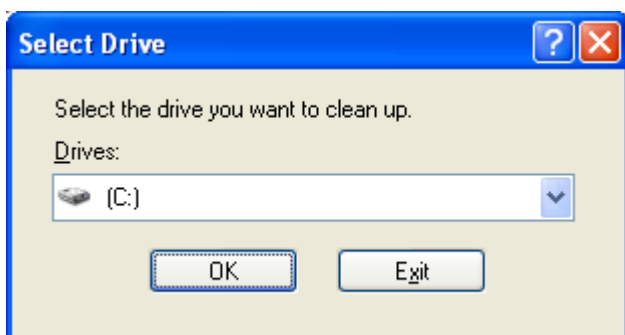 Select Drive
Select the drive you want to clean up.
Drives:
(C:)
OK
Exit